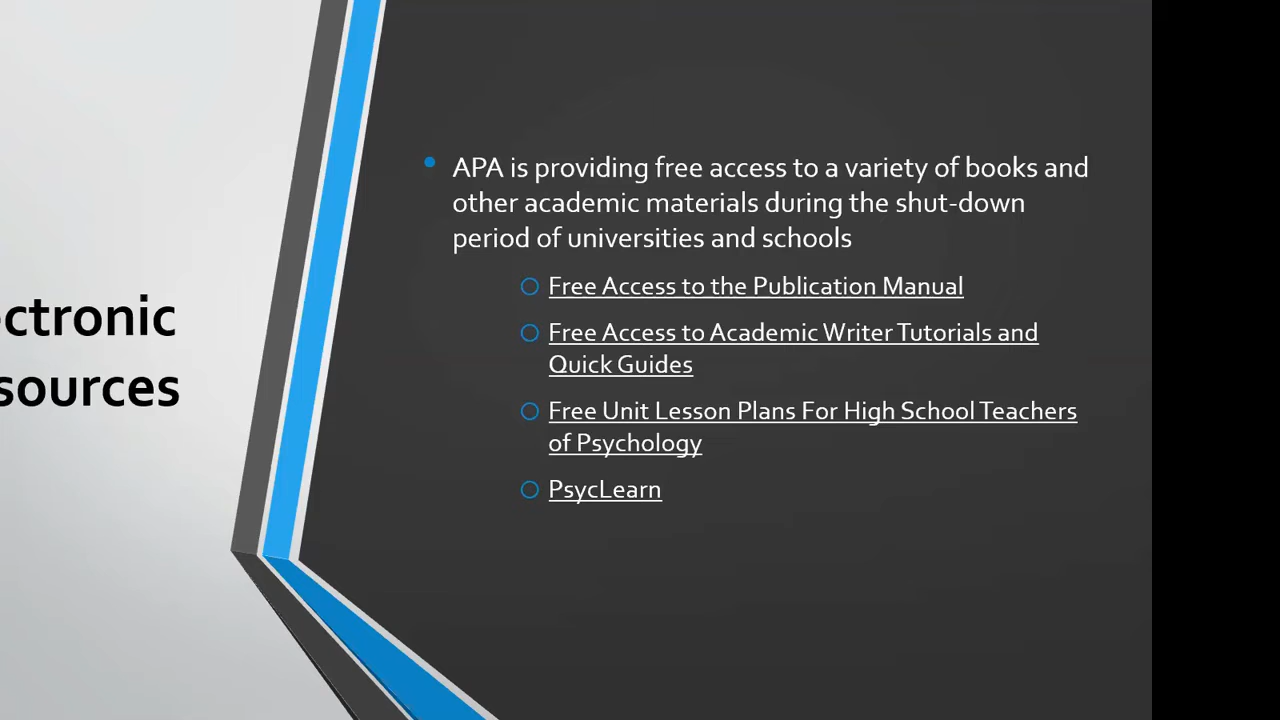 ctronic
sources
APA is providing free access to a variety of books and
other academic materials during the shut-down
period of universities and schools
Free Access to the Publication Manual
Free Access to Academic Writer Tutorials and
Quick Guides
Free Unit Lesson Plans For High School Teachers
of Psychology
PsycLearn